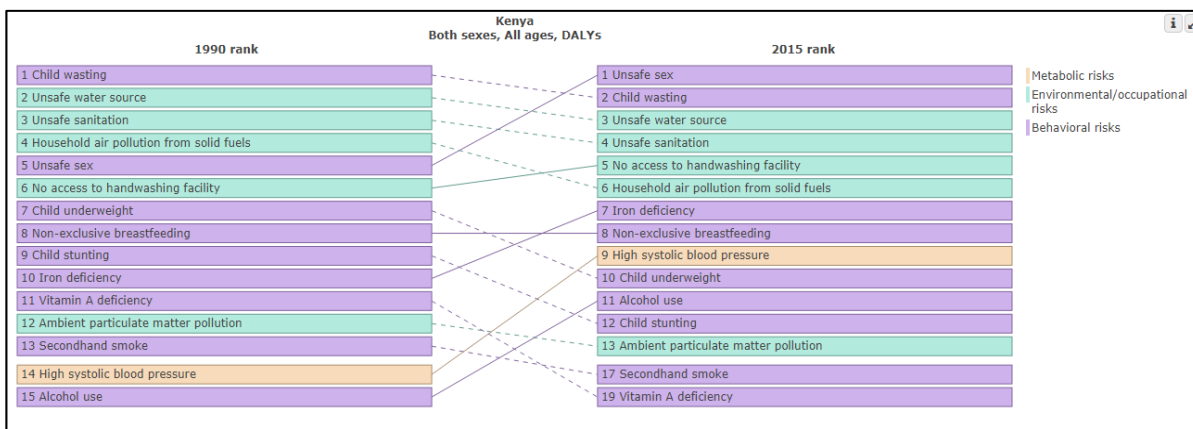 Kenya
Both sexes, All ages, DALYs
1990 rank
2015 rank
1 Child wasting
2 Unsafe water source
3 Unsafe sanitation
4 Household air pollution from solid fuels
5 Unsafe sex
6 No access to handwashing facility
7 Child underweight
8 Non-exclusive breastfeeding
9 Child stunting
10 Iron deficiency
11 Vitamin A deficiency
12 Ambient particulate matter pollution
13 Secondhand smoke
14 High systolic blood pressure
15 Alcohol use
1 Unsafe sex
2 Child wasting
3 Unsafe water source
4 Unsafe sanitation
5 No access to handwashing facility
6 Household air pollution from solid fuels
7 Iron deficiency
8 Non-exclusive breastfeeding
9 High systolic blood pressure
10 Child underweight
11 Alcohol use
12 Child stunting
13 Ambient particulate matter pollution
17 Secondhand smoke
19 Vitamin A deficiency
i
Metabolic risks
Environmental/occupational
risks
Behavioral risks